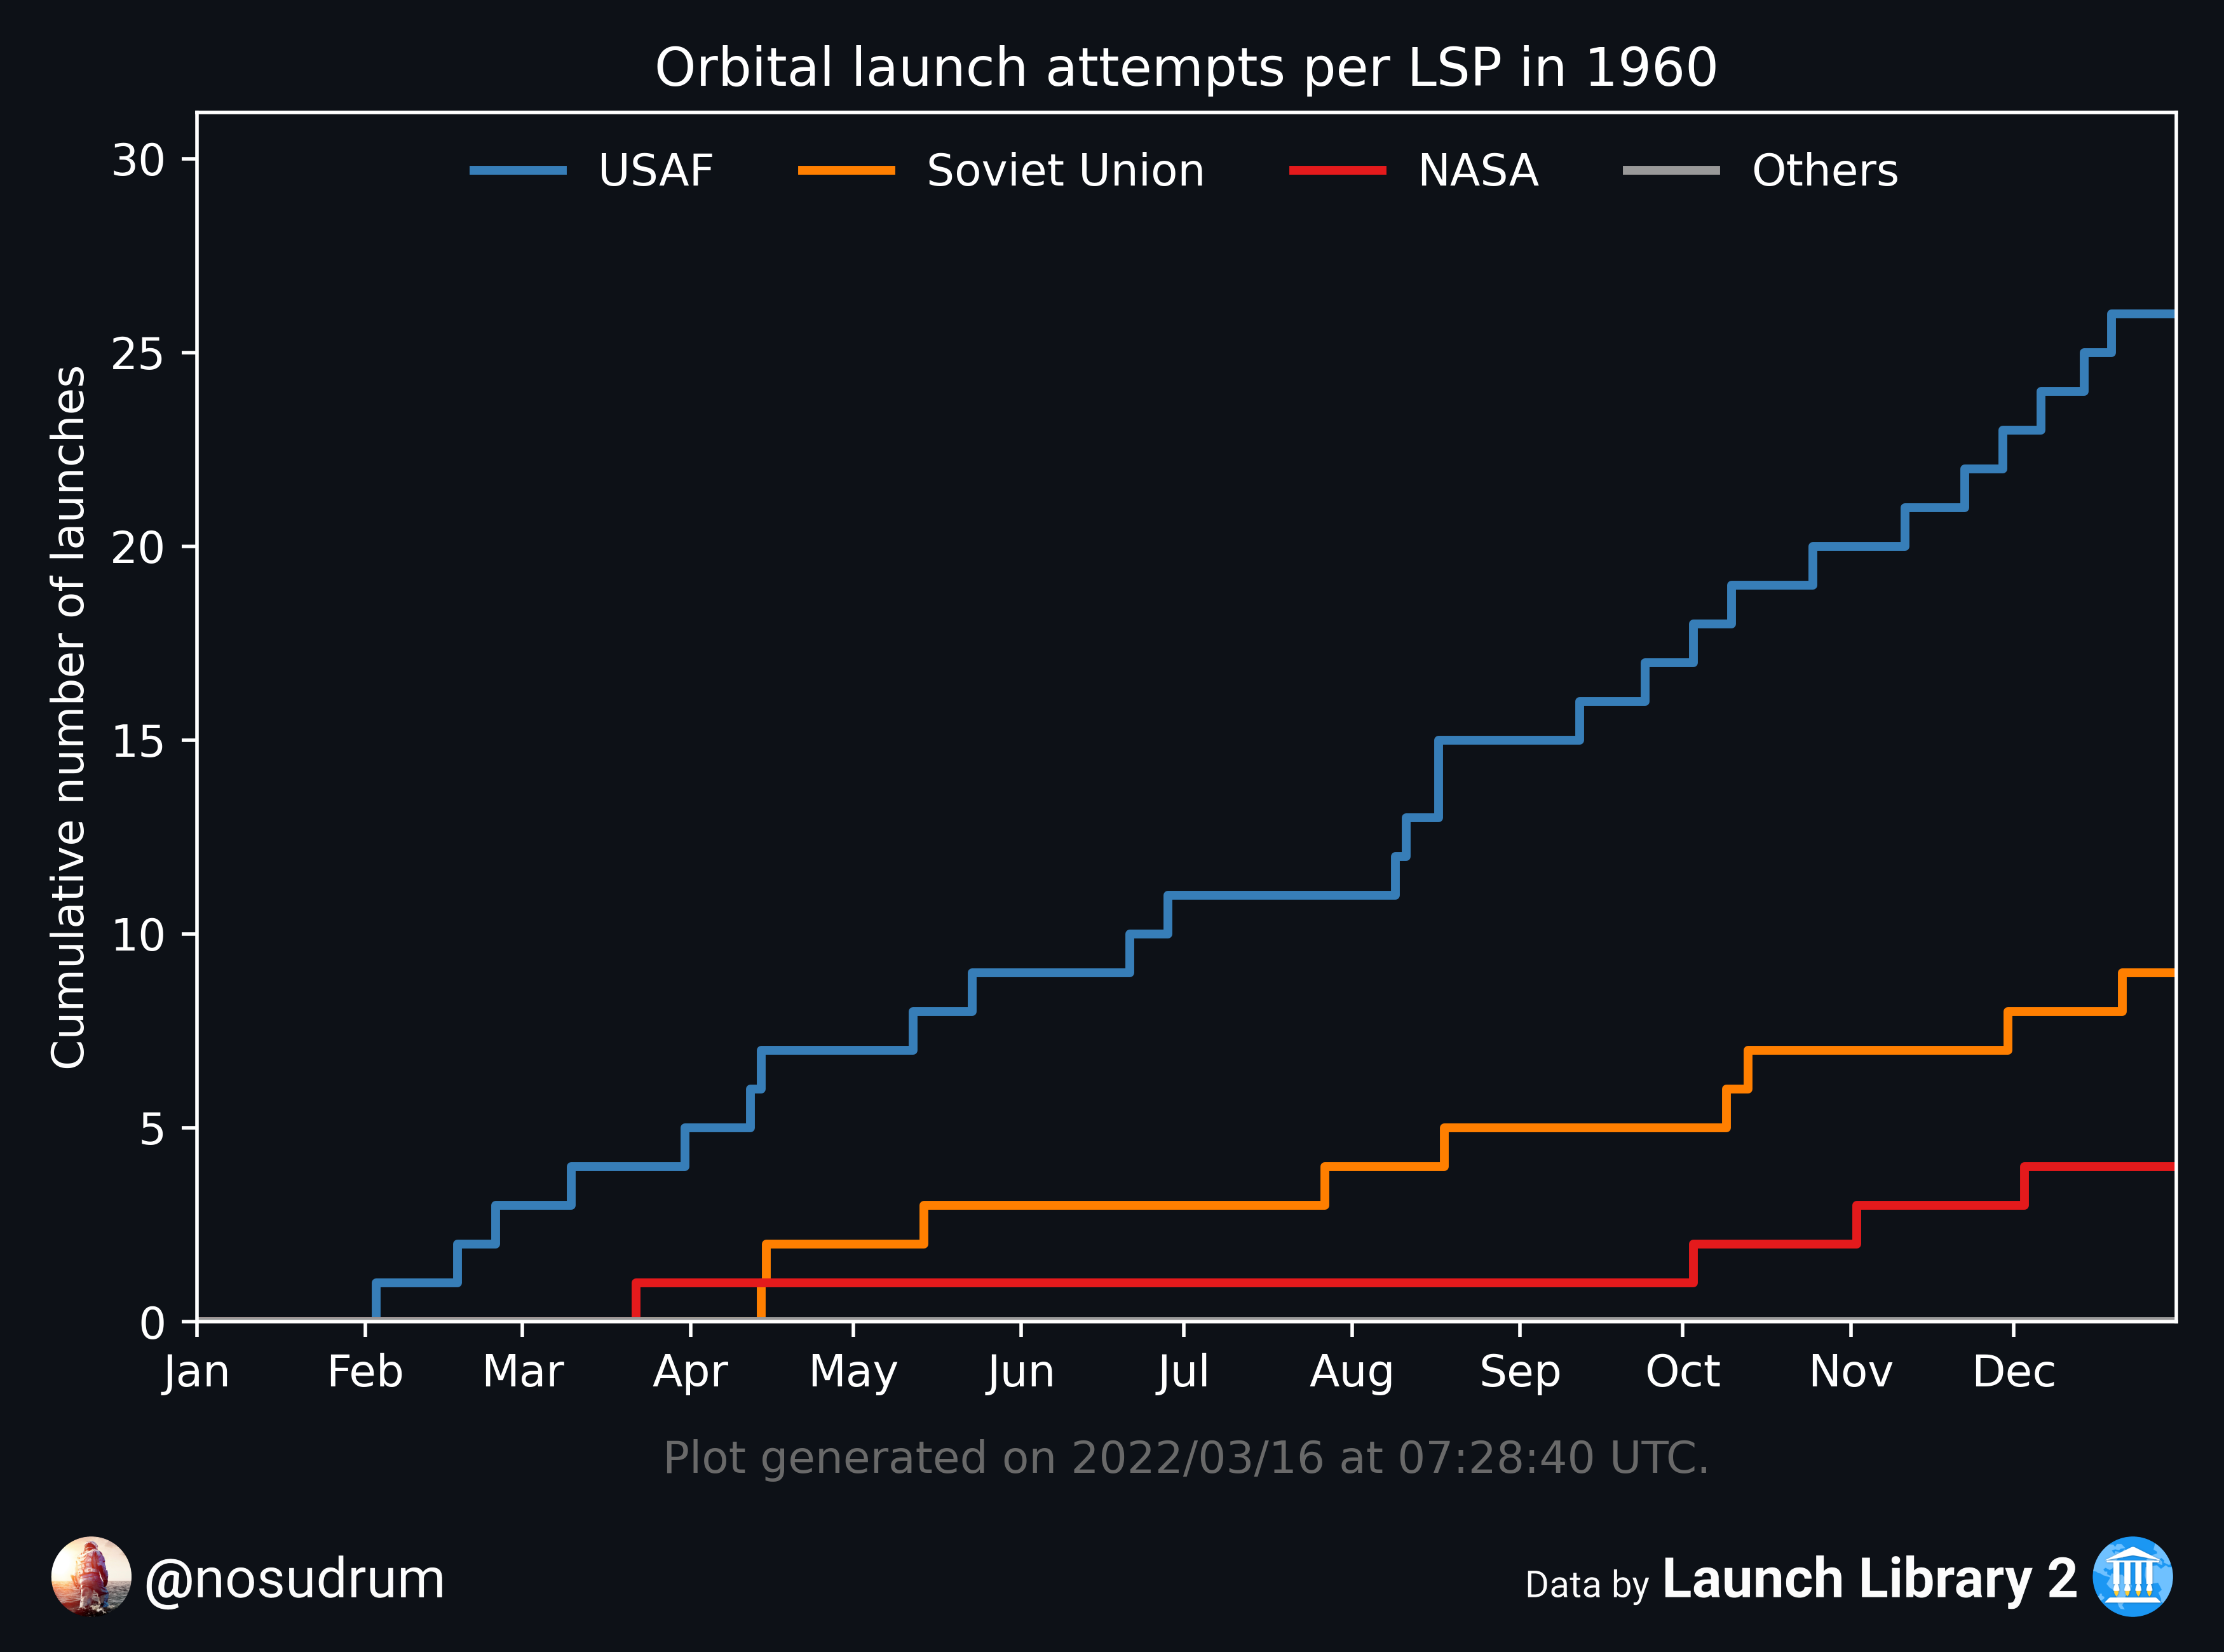 Orbital launch attempts per LSP in 1960
USAF Soviet Union NASA Others
Cumulative number of launches
30
25
20
15
10
5
0
Jan Feb Mar Apr May Jun Jul Aug Sep Oct Nov Dec
Plot generated on 2022/03/16 at 07:28:40 UTC.
@nosudrum
Data by Launch Library 2